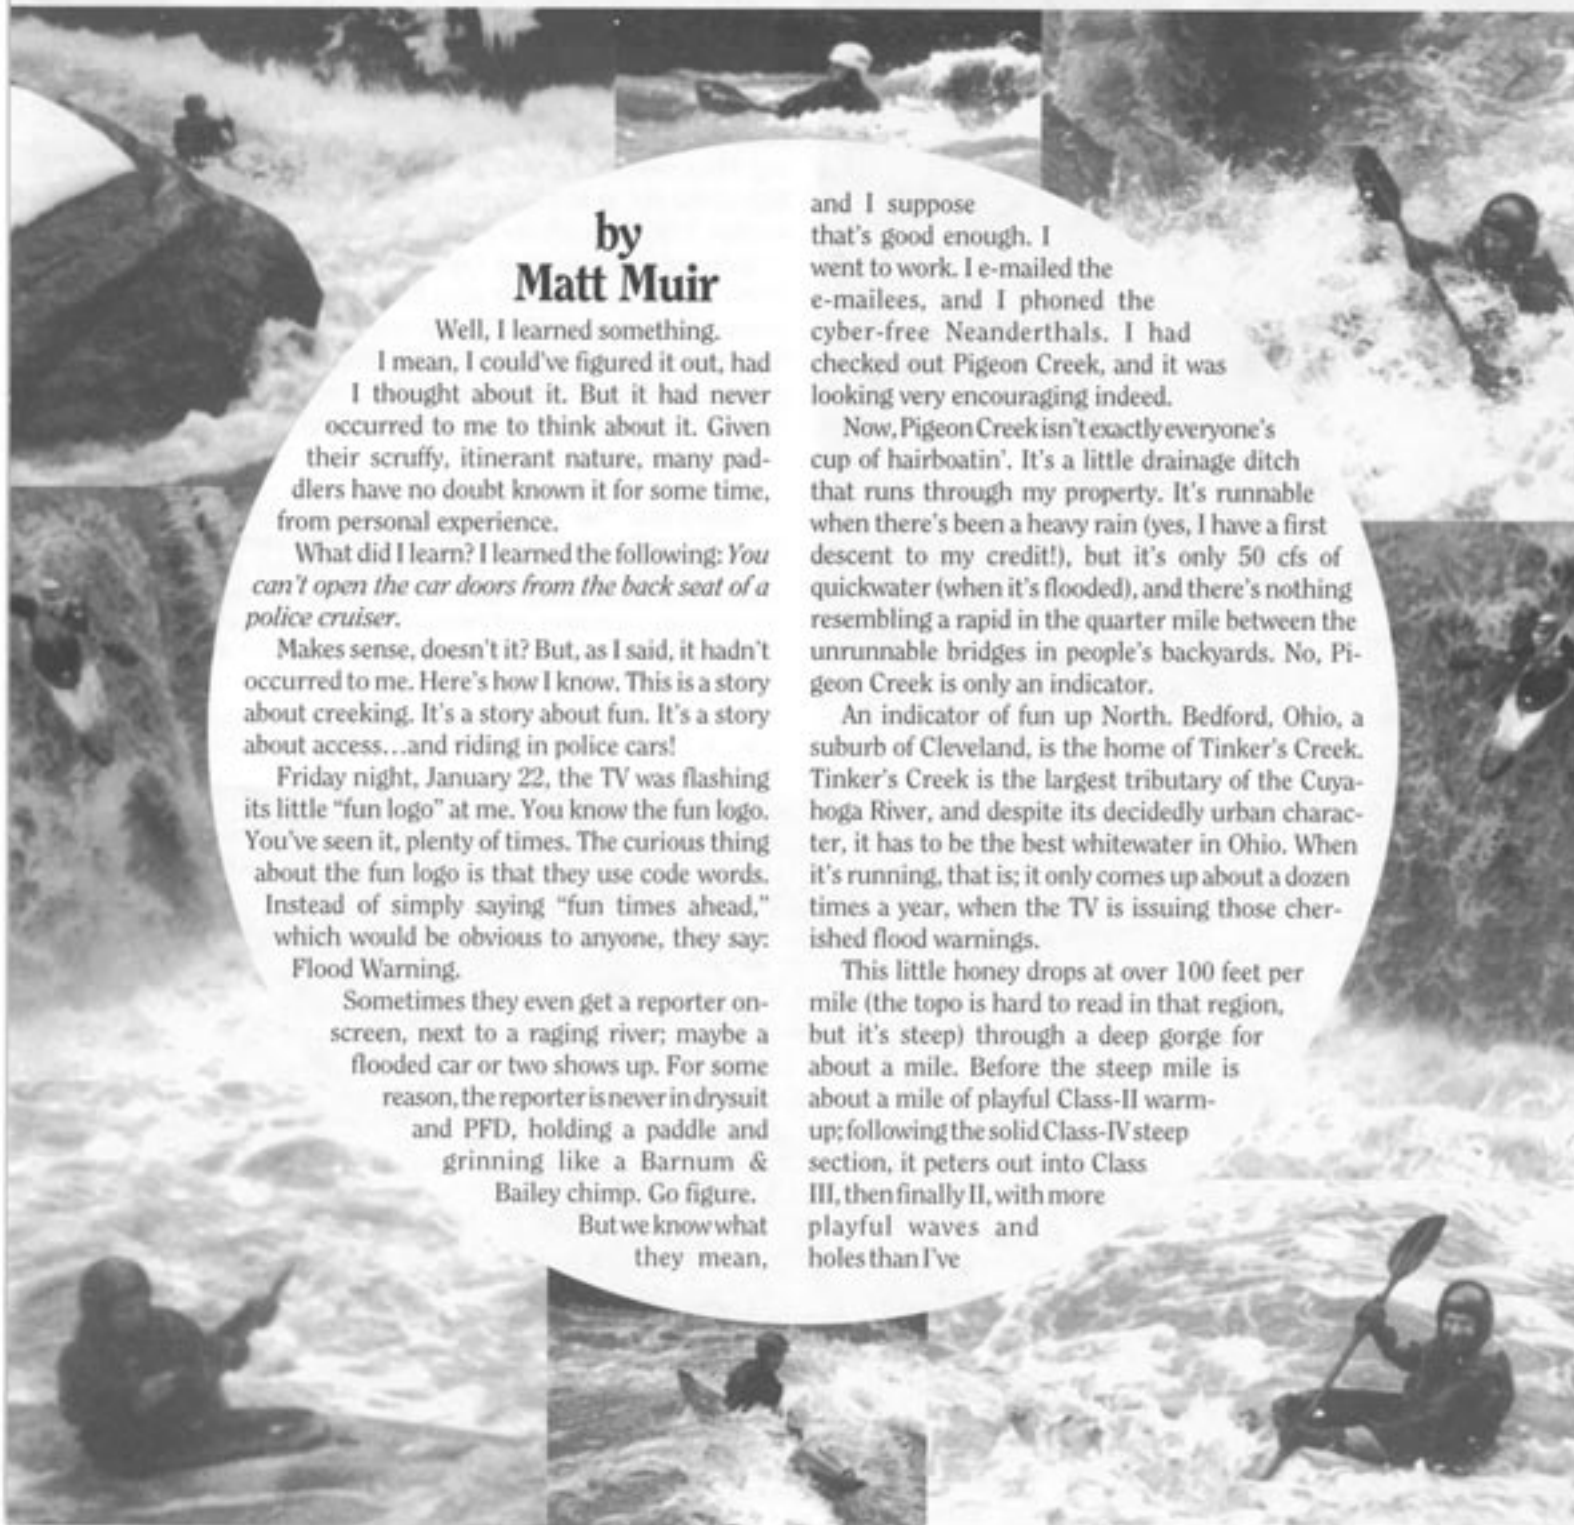 by
Matt Muir
Well, I learned something.
I mean, I could've figured it out, had
I thought about it. But it had never
occurred to me to think about it. Given
their scruffy, itinerant nature, many pad-
dlers have no doubt known it for some time,
from personal experience.
What did I learn? I learned the following: You
can't open the car doors from the back seat of a
police cruiser.
Makes sense, doesn't it? But, as I said, it hadn't
occurred to me. Here's how I know. This is a story
about creeking. It's a story about fun. It's a story
about access...and riding in police cars!
Friday night, January 22, the TV was flashing
its little "fun logo" at me. You know the fun logo.
You've seen it, plenty of times. The curious thing
about the fun logo is that they use code words.
Instead of simply saying "fun times ahead,"
which would be obvious to anyone, they say:
Flood Warning.
Sometimes they even get a reporter on-
screen, next to a raging river; maybe a
flooded car or two shows up. For some
reason, the reporter is never in drysuit
and PFD, holding a paddle and
grinning like a Barnum &
Bailey chimp. Go figure.
But we know what
they mean,
and I suppose
that's good enough. I
went to work. I e-mailed the
e-mailees, and I phoned the
cyber-free Neanderthals. I had
checked out Pigeon Creek, and it was
looking very encouraging indeed.
Now, Pigeon Creek isn't exactly everyone's
cup of hairboatin'. It's a little drainage ditch
that runs through my property. It's runnable
when there's been a heavy rain (yes, I have a first
descent to my credit!), but it's only 50 cfs of
quickwater (when it's flooded), and there's nothing
resembling a rapid in the quarter mile between the
unrunnable bridges in people's backyards. No, Pi-
geon Creek is only an indicator.
An indicator of fun up North. Bedford, Ohio, a
suburb of Cleveland, is the home of Tinker's Creek.
Tinker's Creek is the largest tributary of the Cuya-
hoga River, and despite its decidedly urban charac-
ter, it has to be the best whitewater in Ohio. When
it's running, that is; it only comes up about a dozen
times a year, when the TV is issuing those cher-
ished flood warnings.
This little honey drops at over 100 feet per
mile (the topo is hard to read in that region,
but it's steep) through a deep gorge for
about a mile. Before the steep mile is
about a mile of playful Class-II warm-
up; following the solid Class-IV steep
section, it peters out into Class
III, then finally II, with more
playful waves and
holes than I've